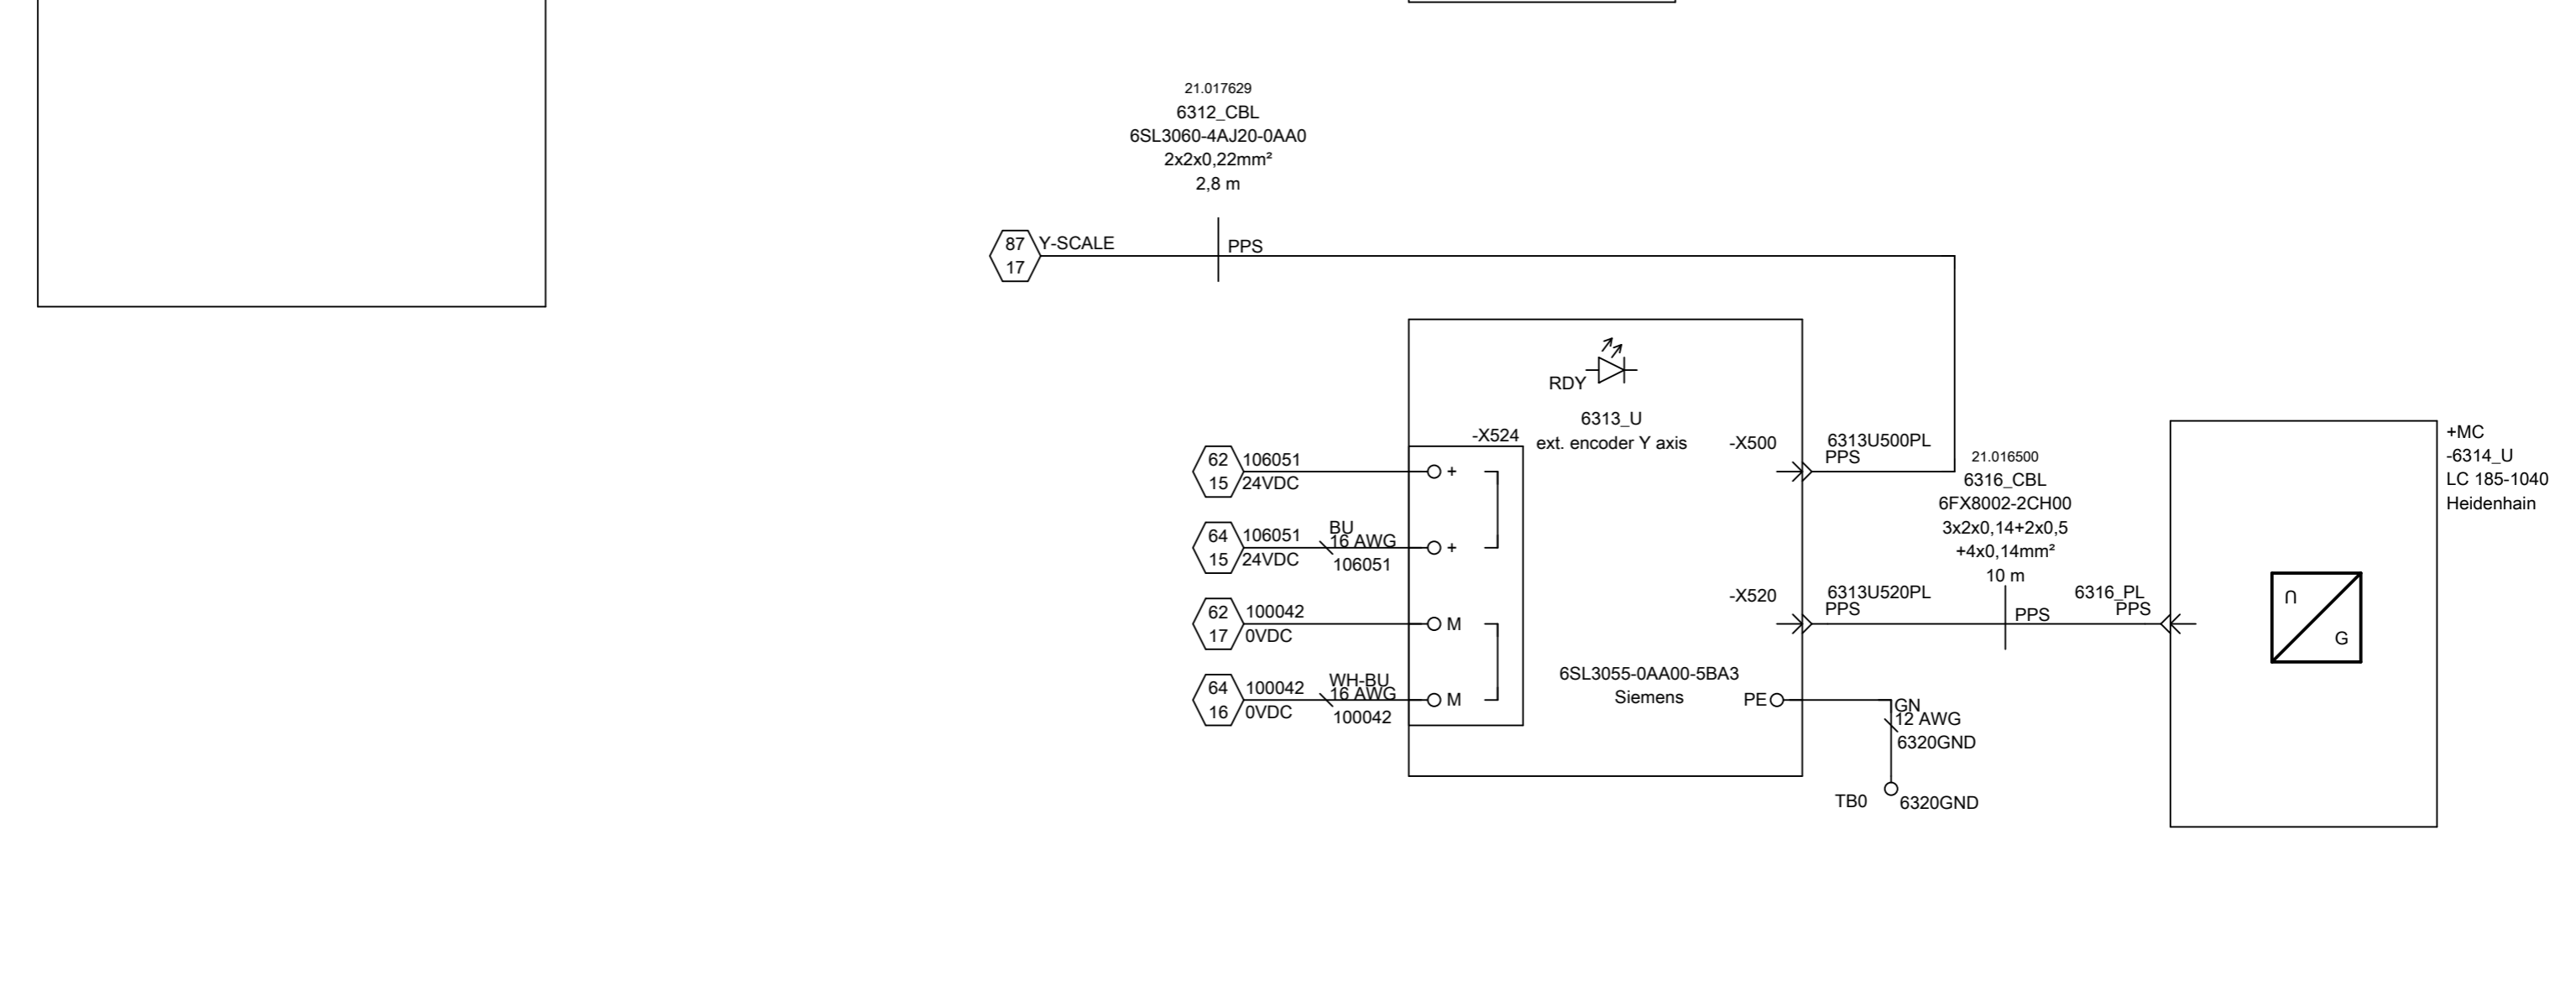 21.017629
6312_CBL
6SL3060-4AJ20-0AA0
2x2x0,22mm²
2,8 m
87
17
Y-SCALE
PPS
RDY
6313_U
ext. encoder Y axis
-X524
-X500
6313U500PL
PPS
62
15
106051
24VDC
+
64
15
106051
24VDC
BU
16 AWG
106051
+
62
17
100042
0VDC
M
64
16
100042
0VDC
WH-BU
16 AWG
100042
M
-X520
6313U520PL
PPS
6SL3055-0AA00-5BA3
Siemens
PE
GN
12 AWG
6320GND
TB0
6320GND
21.016500
6316_CBL
6FX8002-2CH00
3x2x0,14+2x0,5
+4x0,14mm²
10 m
PPS
6316_PL
PPS
+MC
-6314_U
LC 185-1040
Heidenhain
G